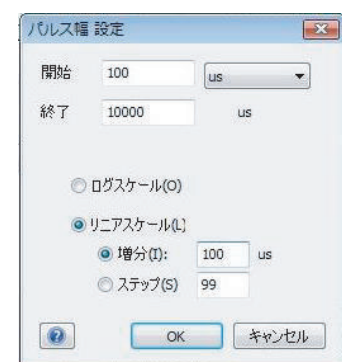 パルス幅 設定
開始 100 us
終了 10000 us
ログスケール(O)
リニアスケール(L)
増分(I): 100 us
ステップ(S) 99
OK キャンセル